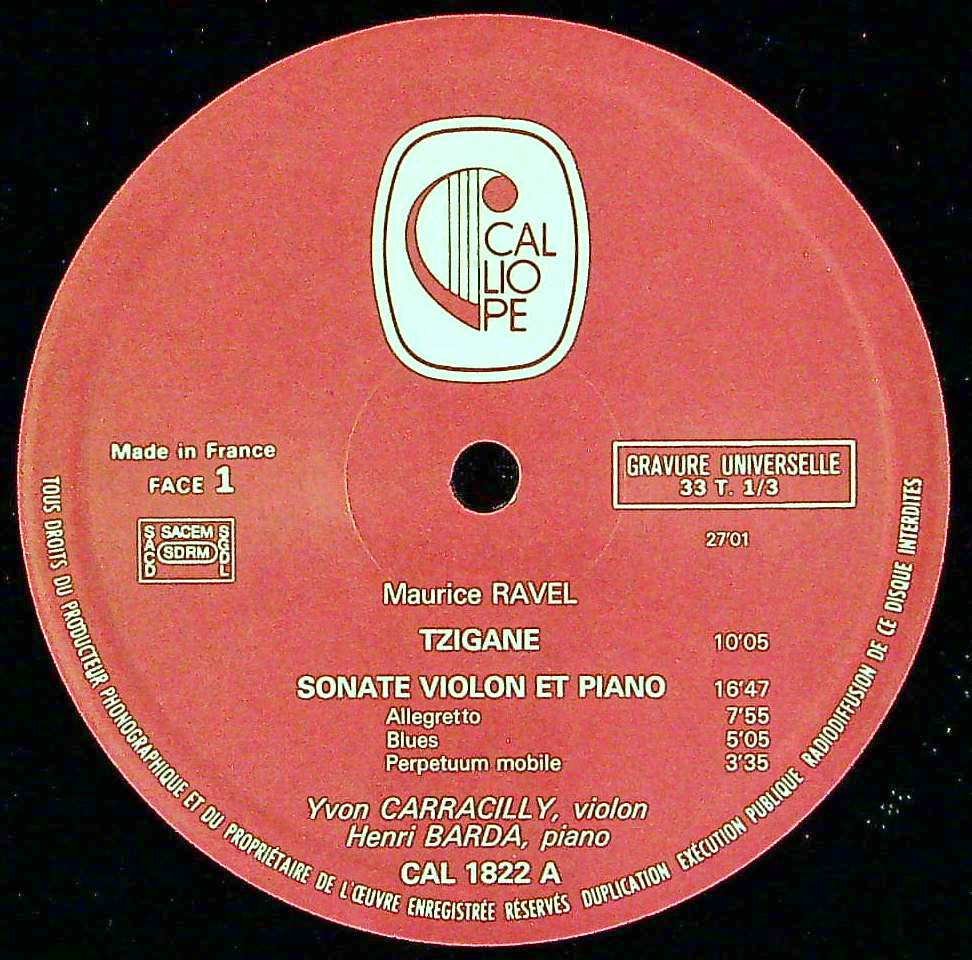 CAL
LIO
PE
Made in France
FACE 1
GRAVURE UNIVERSELLE
33 T. 1/3
SACD
SACEM
SDRM
SGDL
27'01
Maurice RAVEL
TZIGANE 10'05
SONATE VIOLON ET PIANO 16'47
Allegretto 7'55
Blues 5'05
Perpetuum mobile 3'35
Yvon CARRACILLY, violon
Henri BARDA, piano
CAL 1822 A
TOUS DROITS DU PRODUCTEUR PHONOGRAPHIQUE ET DU PROPRIÉTAIRE DE L'ŒUVRE ENREGISTRÉE RÉSERVÉS DUPLICATION EXÉCUTION PUBLIQUE RADIODIFFUSION DE CE DISQUE INTERDITES